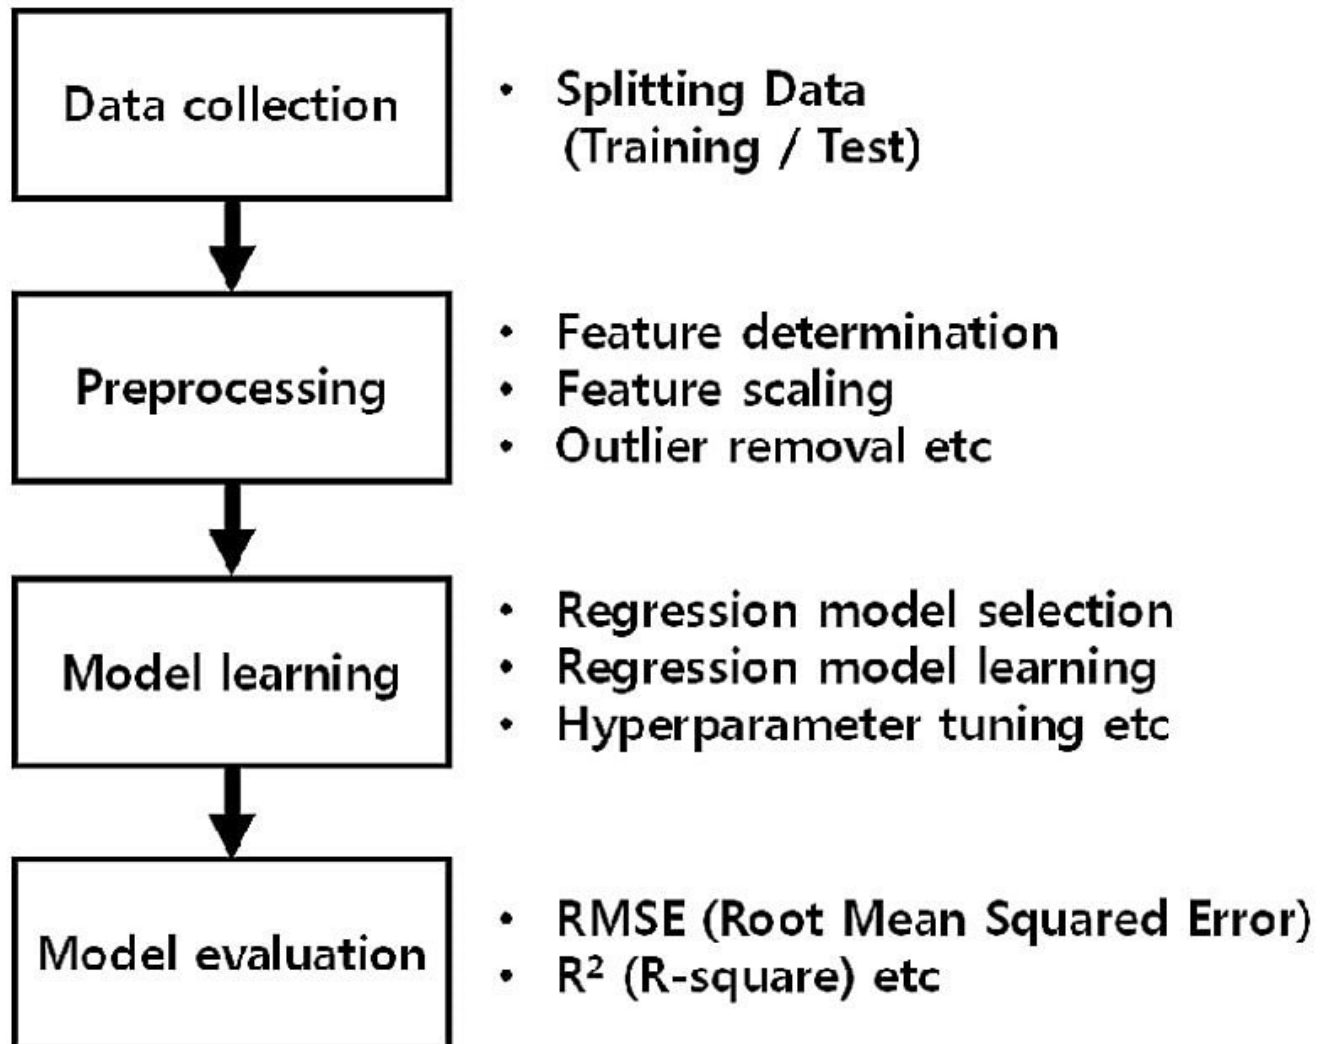 Data collection
• Splitting Data
(Training / Test)
Preprocessing
• Feature determination
• Feature scaling
• Outlier removal etc
Model learning
• Regression model selection
• Regression model learning
• Hyperparameter tuning etc
Model evaluation
• RMSE (Root Mean Squared Error)
• R² (R-square) etc